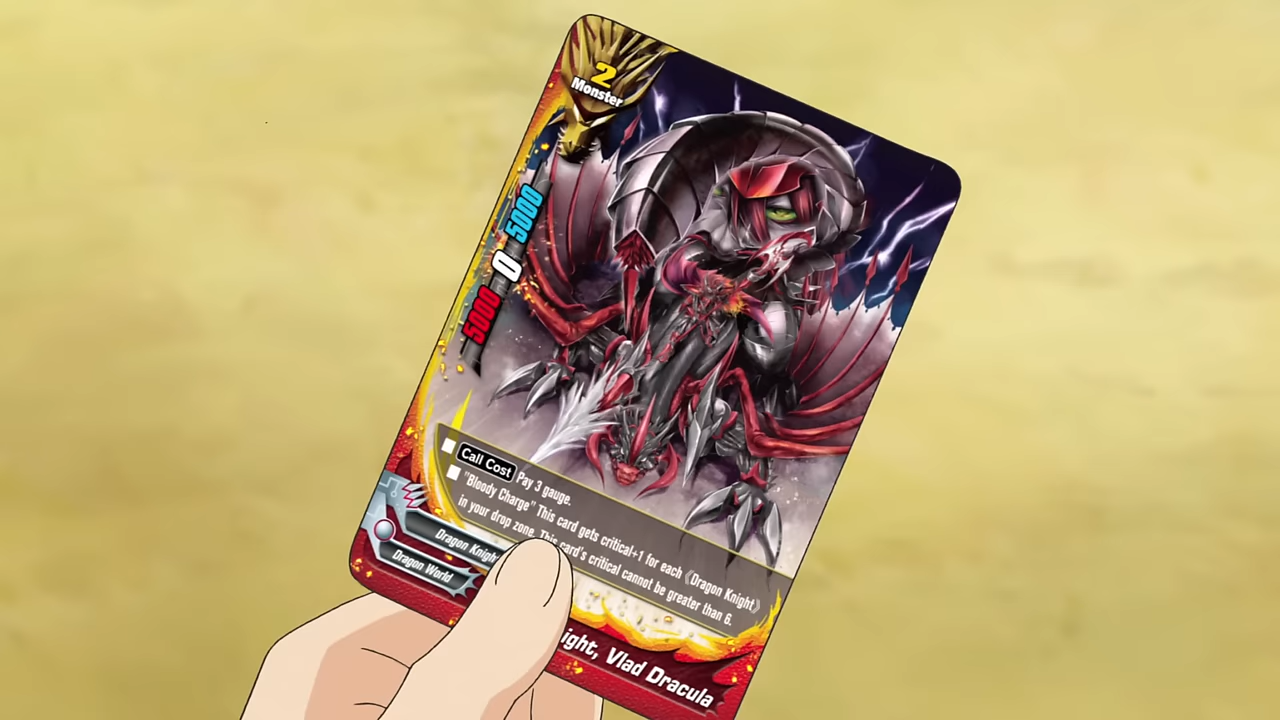 2
Monster
5000
0
5000
Call Cost Pay 3 gauge.
"Bloody Charge" This card gets critical+1 for each 《Dragon Knight》
in your drop zone. This card's critical cannot be greater than 6.
Dragon Knight
Dragon World
ight, Vlad Dracula